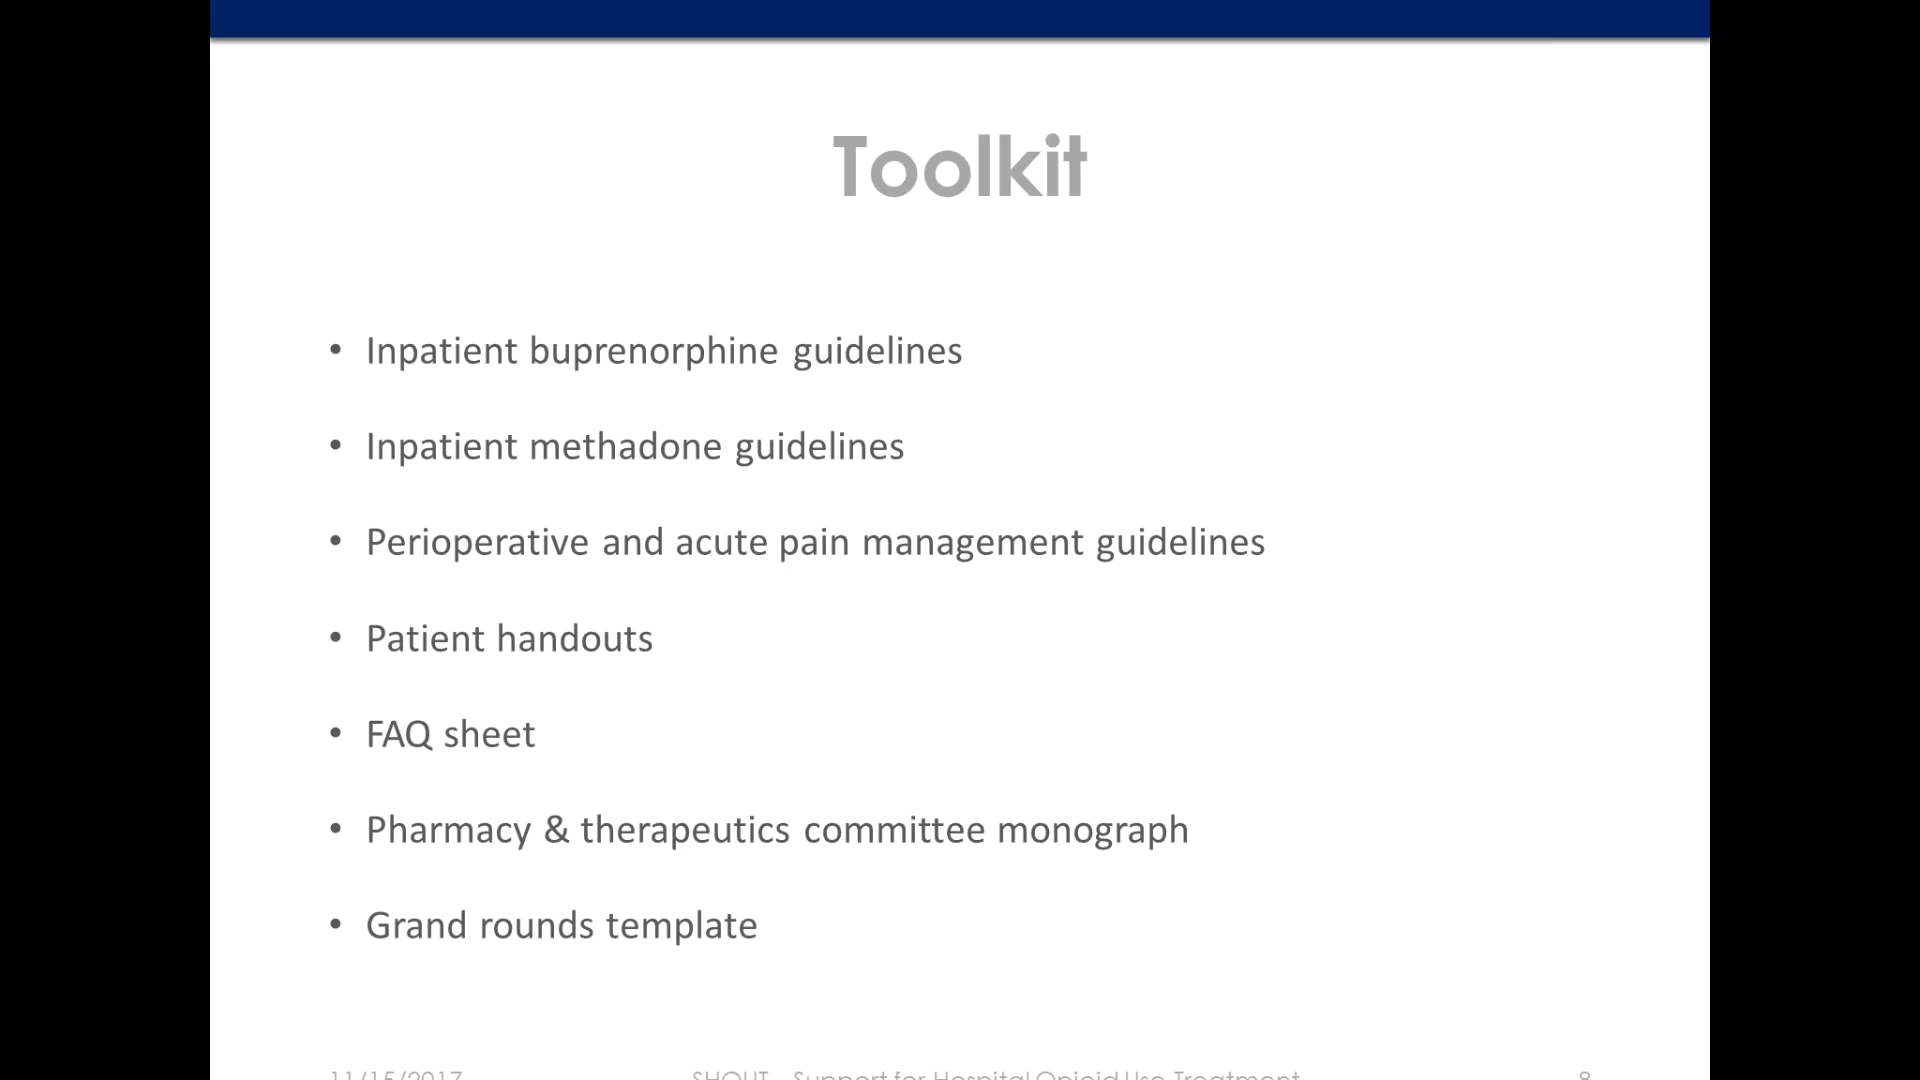 Toolkit
• Inpatient buprenorphine guidelines
• Inpatient methadone guidelines
• Perioperative and acute pain management guidelines
• Patient handouts
• FAQ sheet
• Pharmacy & therapeutics committee monograph
• Grand rounds template
11/15/2017 SHOUT - Support for Hospital Opioid Use Treatment 8